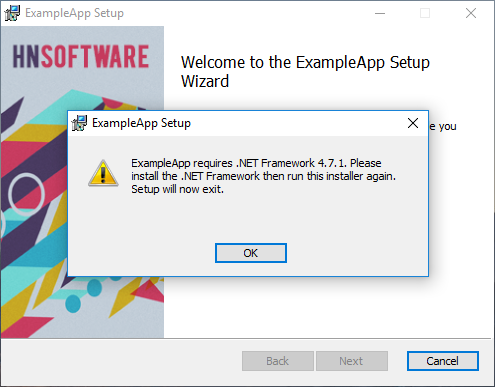 ExampleApp Setup
HNSOFTWARE
Welcome to the ExampleApp Setup
Wizard
ExampleApp Setup
e you
ExampleApp requires .NET Framework 4.7.1. Please
install the .NET Framework then run this installer again.
Setup will now exit.
OK
Back
Next
Cancel